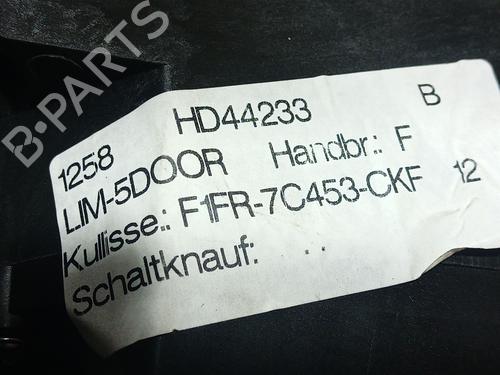 B·PARTS
1258 HD44233 B
LIM-5DOOR Handbr.: F
Kullisse.: F1FR-7C453-CKF 12
Schaltknauf: . .